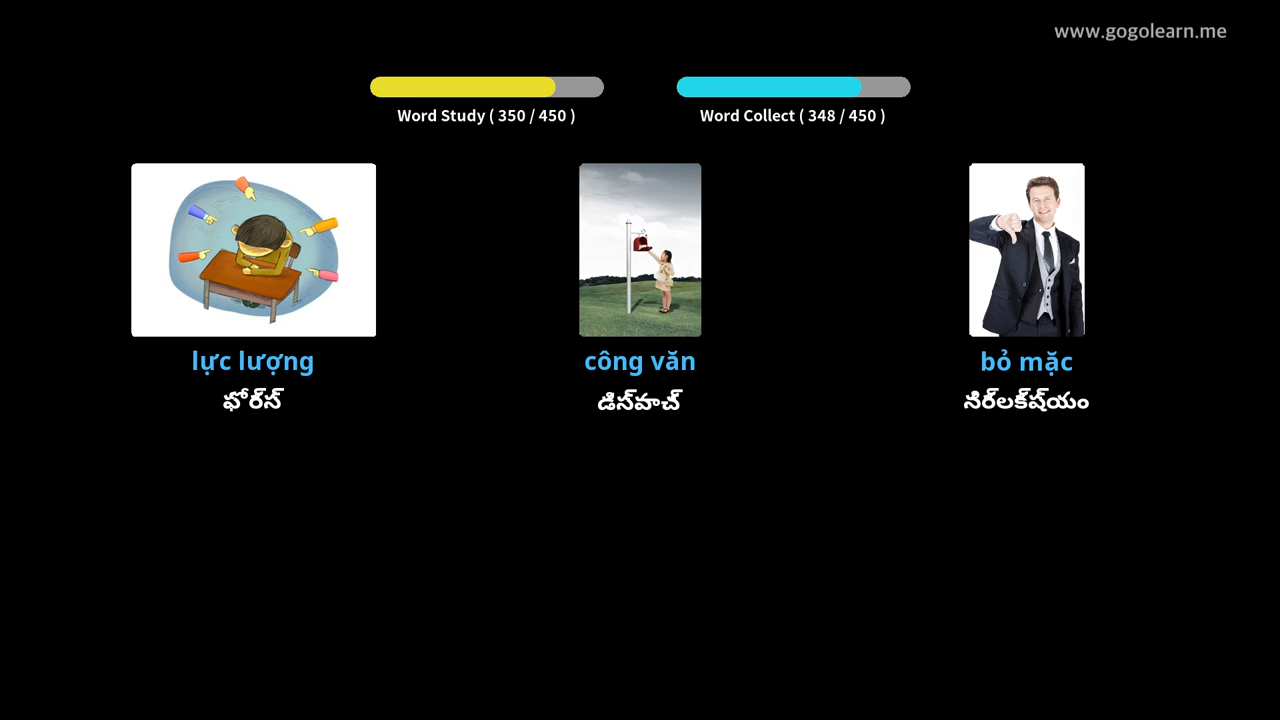 www.gogolearn.me
Word Study ( 350 / 450 )
Word Collect ( 348 / 450 )
lực lượng
công văn
bỏ mặc
ఫోర్‌స్
డిస్‌పాచ్
నిర్‌లక్‌ష్‌యం